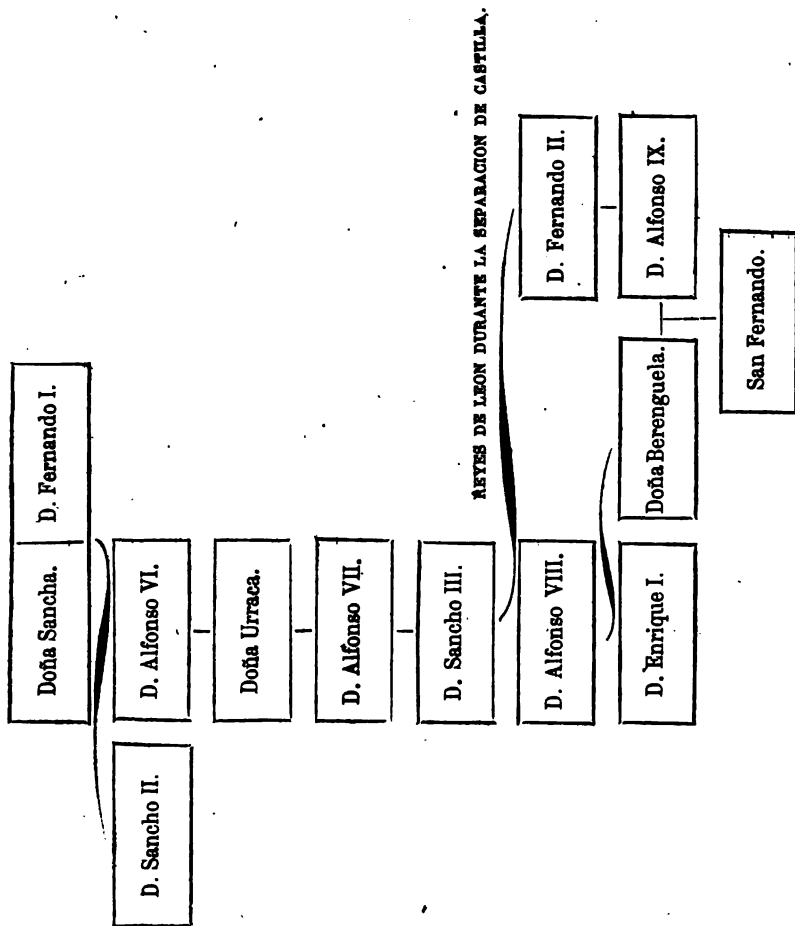 Doña Sancha.
D. Fernando I.
D. Sancho II.
D. Alfonso VI.
Doña Urraca.
D. Alfonso VII.
D. Sancho III.
REYES DE LEON DURANTE LA SEPARACION DE CASTILLA.
D. Alfonso VIII.
D. Fernando II.
D. Enrique I.
Doña Berenguela.
D. Alfonso IX.
San Fernando.